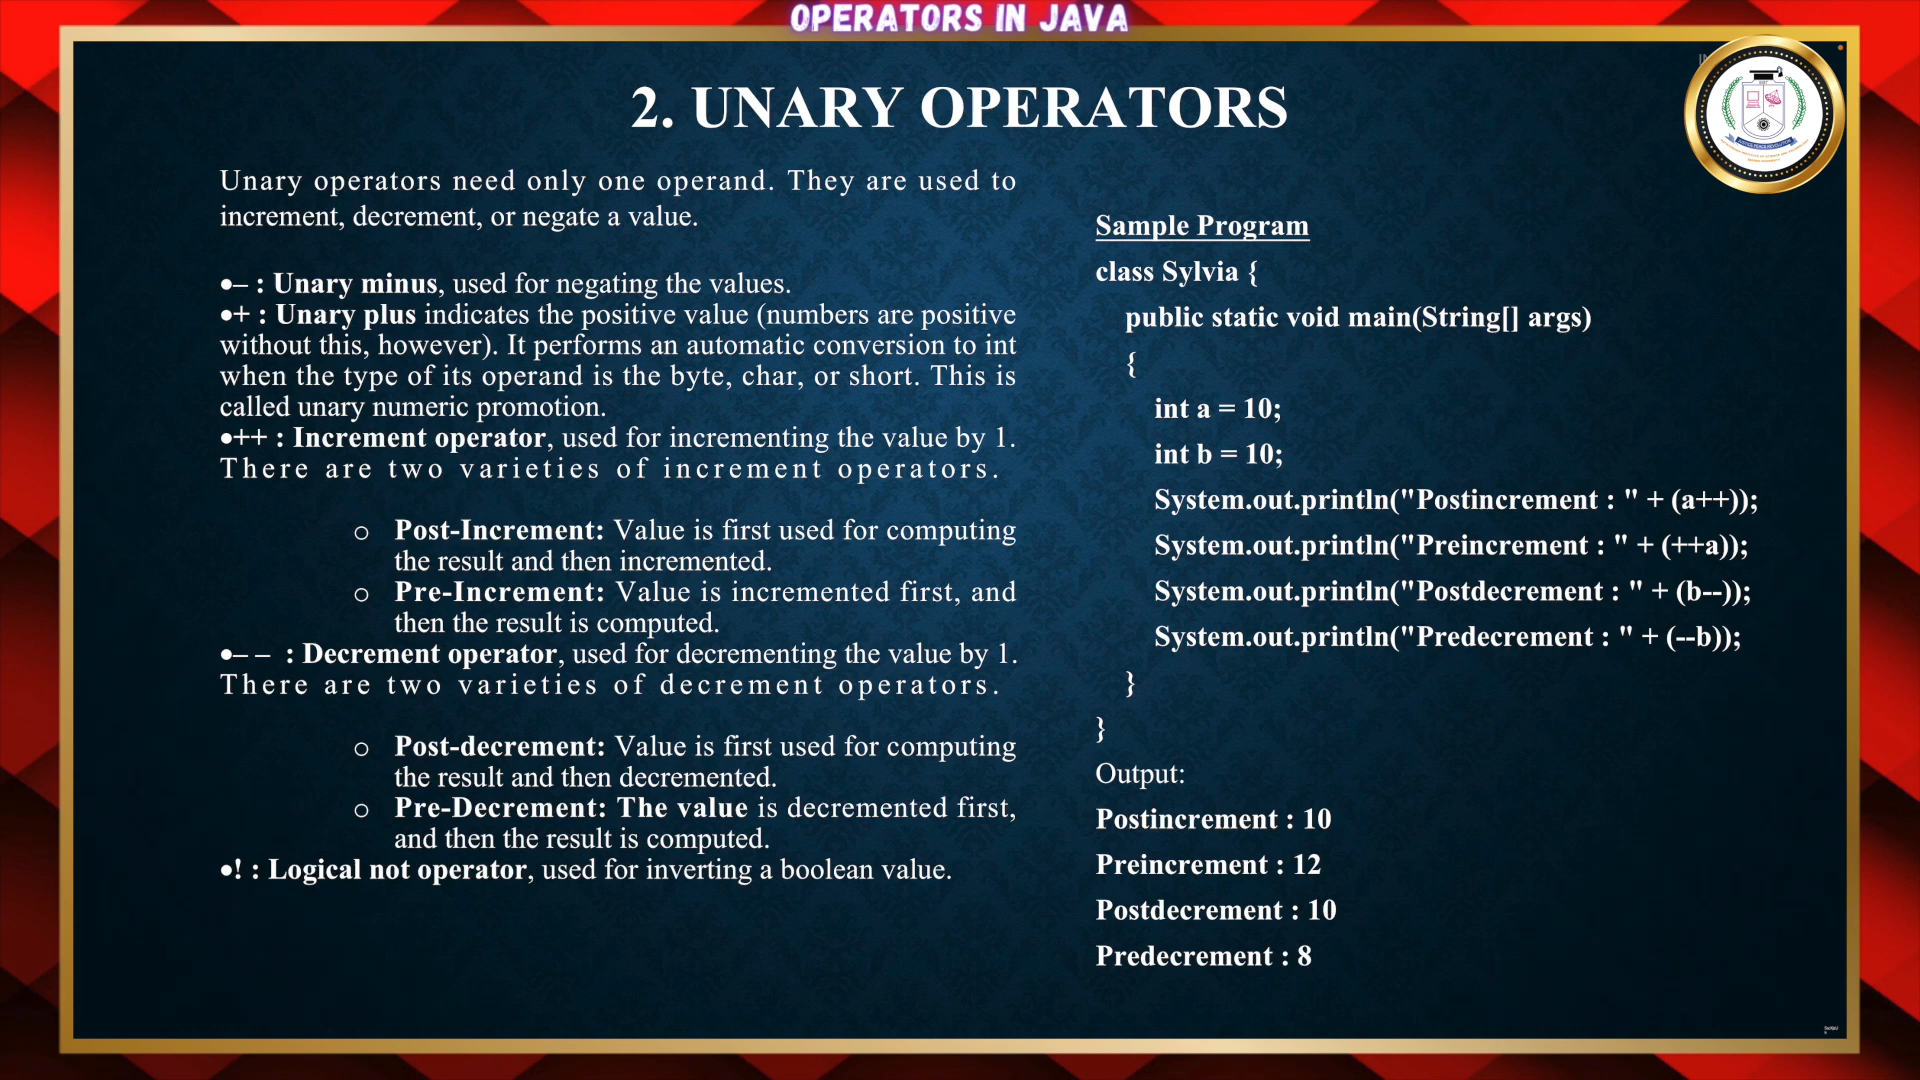 OPERATORS IN JAVA
2. UNARY OPERATORS
Unary operators need only one operand. They are used to
increment, decrement, or negate a value.
•– : Unary minus, used for negating the values.
•+ : Unary plus indicates the positive value (numbers are positive
without this, however). It performs an automatic conversion to int
when the type of its operand is the byte, char, or short. This is
called unary numeric promotion.
•++ : Increment operator, used for incrementing the value by 1.
There are two varieties of increment operators.
o Post-Increment: Value is first used for computing
the result and then incremented.
o Pre-Increment: Value is incremented first, and
then the result is computed.
•– – : Decrement operator, used for decrementing the value by 1.
There are two varieties of decrement operators.
o Post-decrement: Value is first used for computing
the result and then decremented.
o Pre-Decrement: The value is decremented first,
and then the result is computed.
•! : Logical not operator, used for inverting a boolean value.
Sample Program
class Sylvia {
public static void main(String[] args)
{
int a = 10;
int b = 10;
System.out.println("Postincrement : " + (a++));
System.out.println("Preincrement : " + (++a));
System.out.println("Postdecrement : " + (b--));
System.out.println("Predecrement : " + (--b));
}
}
Output:
Postincrement : 10
Preincrement : 12
Postdecrement : 10
Predecrement : 8